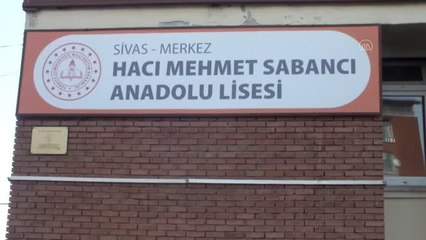 SİVAS - MERKEZ
HACI MEHMET SABANCI
ANADOLU LİSESİ